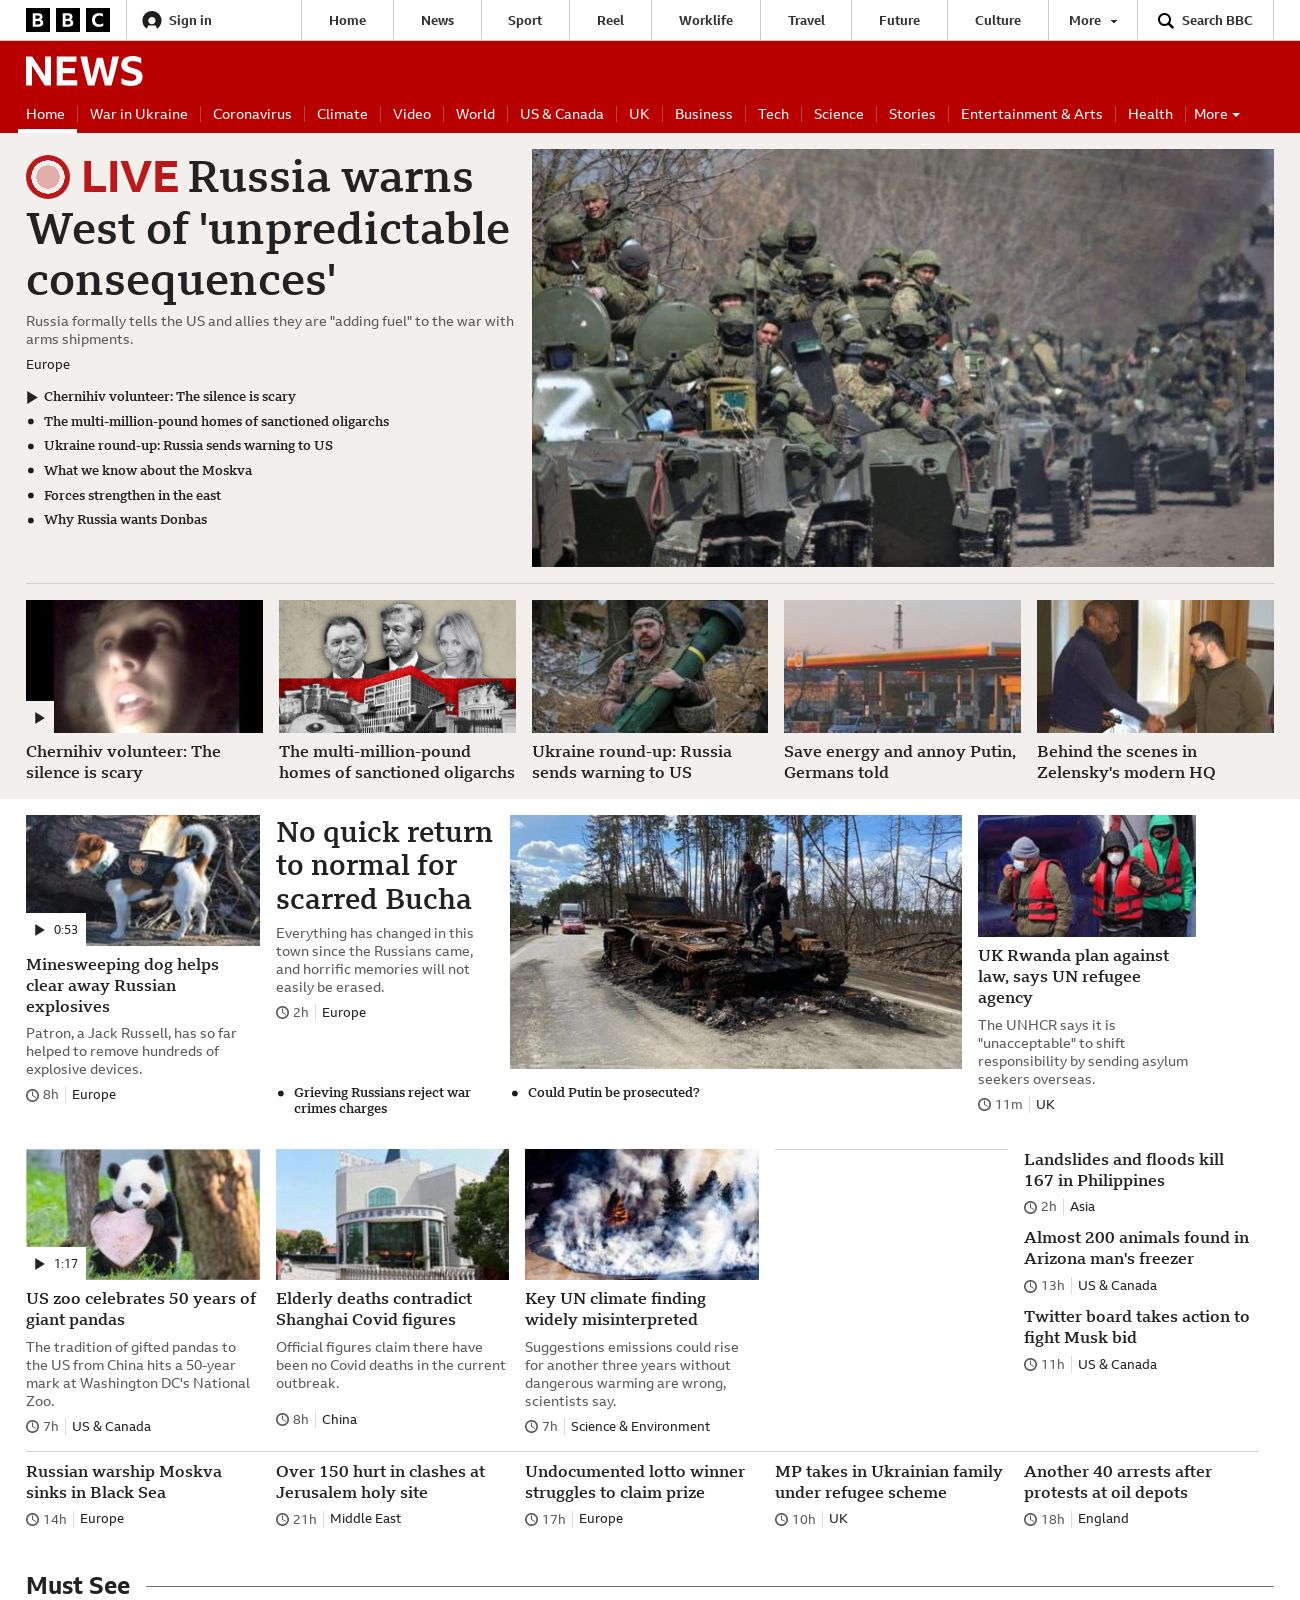 BBC
Sign in
Home
News
Sport
Reel
Worklife
Travel
Future
Culture
More
Search BBC
NEWS
Home
War in Ukraine
Coronavirus
Climate
Video
World
US & Canada
UK
Business
Tech
Science
Stories
Entertainment & Arts
Health
More
LIVE Russia warns
West of 'unpredictable
consequences'
Russia formally tells the US and allies they are "adding fuel" to the war with
arms shipments.
Europe
Chernihiv volunteer: The silence is scary
The multi-million-pound homes of sanctioned oligarchs
Ukraine round-up: Russia sends warning to US
What we know about the Moskva
Forces strengthen in the east
Why Russia wants Donbas
Z
Chernihiv volunteer: The
silence is scary
The multi-million-pound
homes of sanctioned oligarchs
Ukraine round-up: Russia
sends warning to US
Save energy and annoy Putin,
Germans told
Behind the scenes in
Zelensky's modern HQ
0:53
Minesweeping dog helps
clear away Russian
explosives
Patron, a Jack Russell, has so far
helped to remove hundreds of
explosive devices.
8h
Europe
No quick return
to normal for
scarred Bucha
Everything has changed in this
town since the Russians came,
and horrific memories will not
easily be erased.
2h
Europe
Grieving Russians reject war
crimes charges
Could Putin be prosecuted?
UK Rwanda plan against
law, says UN refugee
agency
The UNHCR says it is
"unacceptable" to shift
responsibility by sending asylum
seekers overseas.
11m
UK
1:17
US zoo celebrates 50 years of
giant pandas
The tradition of gifted pandas to
the US from China hits a 50-year
mark at Washington DC's National
Zoo.
7h
US & Canada
Elderly deaths contradict
Shanghai Covid figures
Official figures claim there have
been no Covid deaths in the current
outbreak.
8h
China
Key UN climate finding
widely misinterpreted
Suggestions emissions could rise
for another three years without
dangerous warming are wrong,
scientists say.
7h
Science & Environment
Landslides and floods kill
167 in Philippines
2h
Asia
Almost 200 animals found in
Arizona man's freezer
13h
US & Canada
Twitter board takes action to
fight Musk bid
11h
US & Canada
Russian warship Moskva
sinks in Black Sea
14h
Europe
Over 150 hurt in clashes at
Jerusalem holy site
21h
Middle East
Undocumented lotto winner
struggles to claim prize
17h
Europe
MP takes in Ukrainian family
under refugee scheme
10h
UK
Another 40 arrests after
protests at oil depots
18h
England
Must See